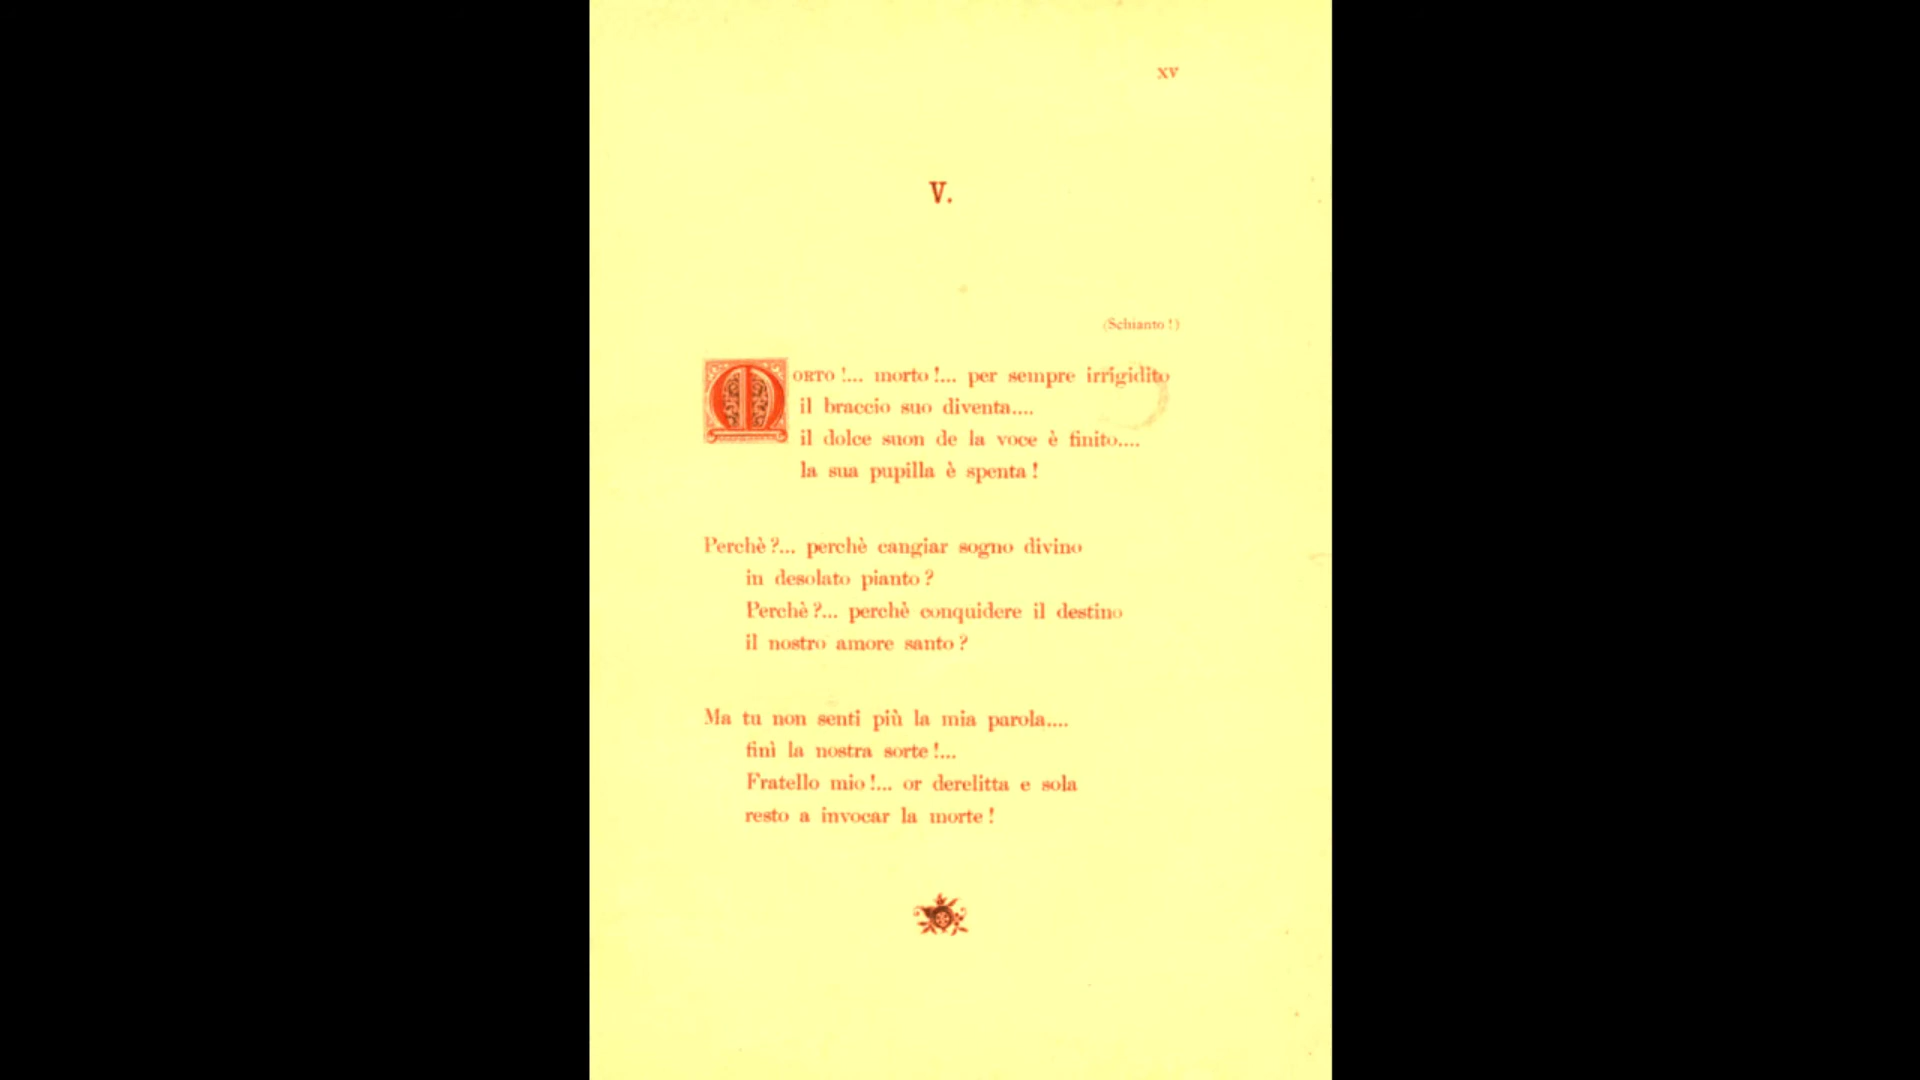 XV
V.
(Schianto !)
MORTO !... morto !... per sempre irrigidito
il braccio suo diventa....
il dolce suon de la voce è finito....
la sua pupilla è spenta !
Perchè ?... perchè cangiar sogno divino
in desolato pianto ?
Perchè ?... perchè conquidere il destino
il nostro amore santo ?
Ma tu non senti più la mia parola....
finì la nostra sorte !...
Fratello mio !... or derelitta e sola
resto a invocar la morte !